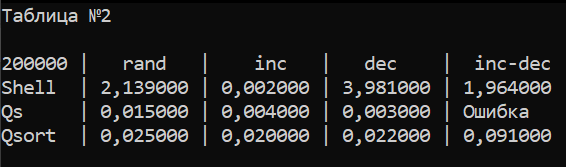 Таблица №2
200000 | rand | inc | dec | inc-dec
Shell | 2,139000 | 0,002000 | 3,981000 | 1,964000
Qs | 0,015000 | 0,004000 | 0,003000 | Ошибка
Qsort | 0,025000 | 0,020000 | 0,022000 | 0,091000